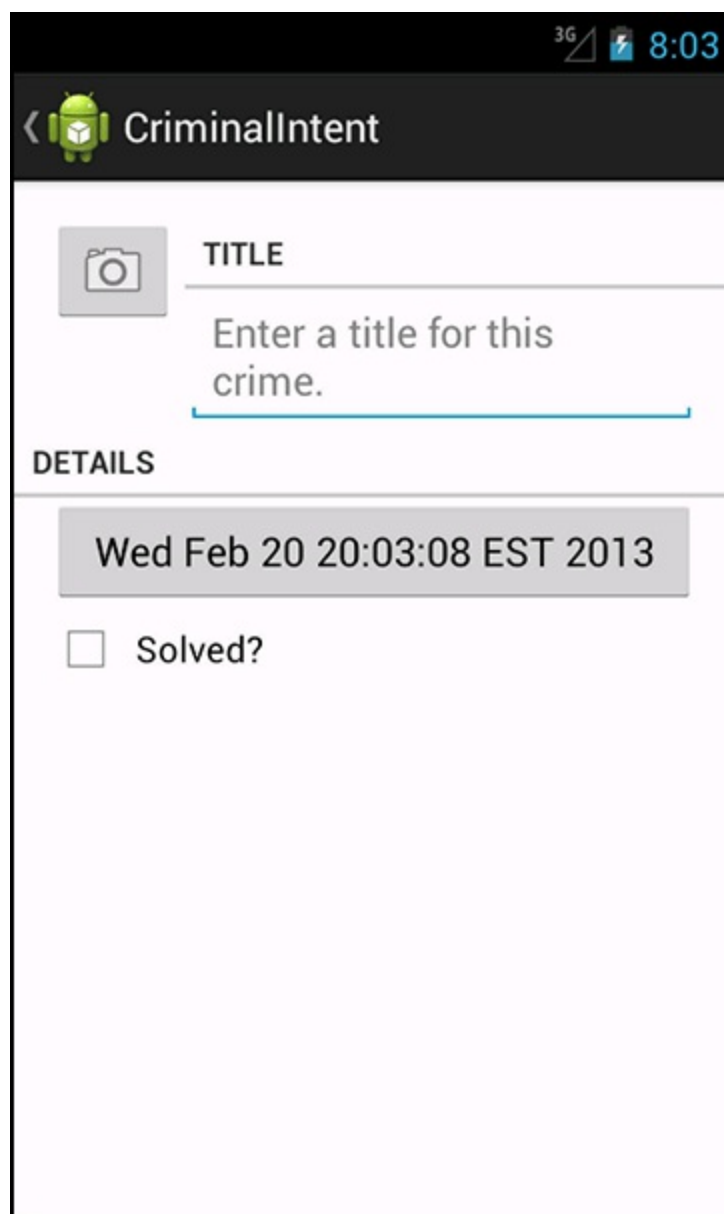 3G 8:03
CriminalIntent
TITLE
Enter a title for this
crime.
DETAILS
Wed Feb 20 20:03:08 EST 2013
Solved?